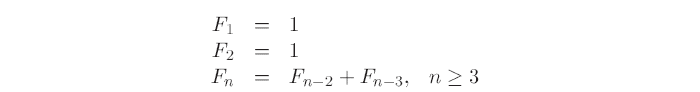 F₁ = 1
F₂ = 1
Fₙ = Fₙ₋₂ + Fₙ₋₃, n ≥ 3